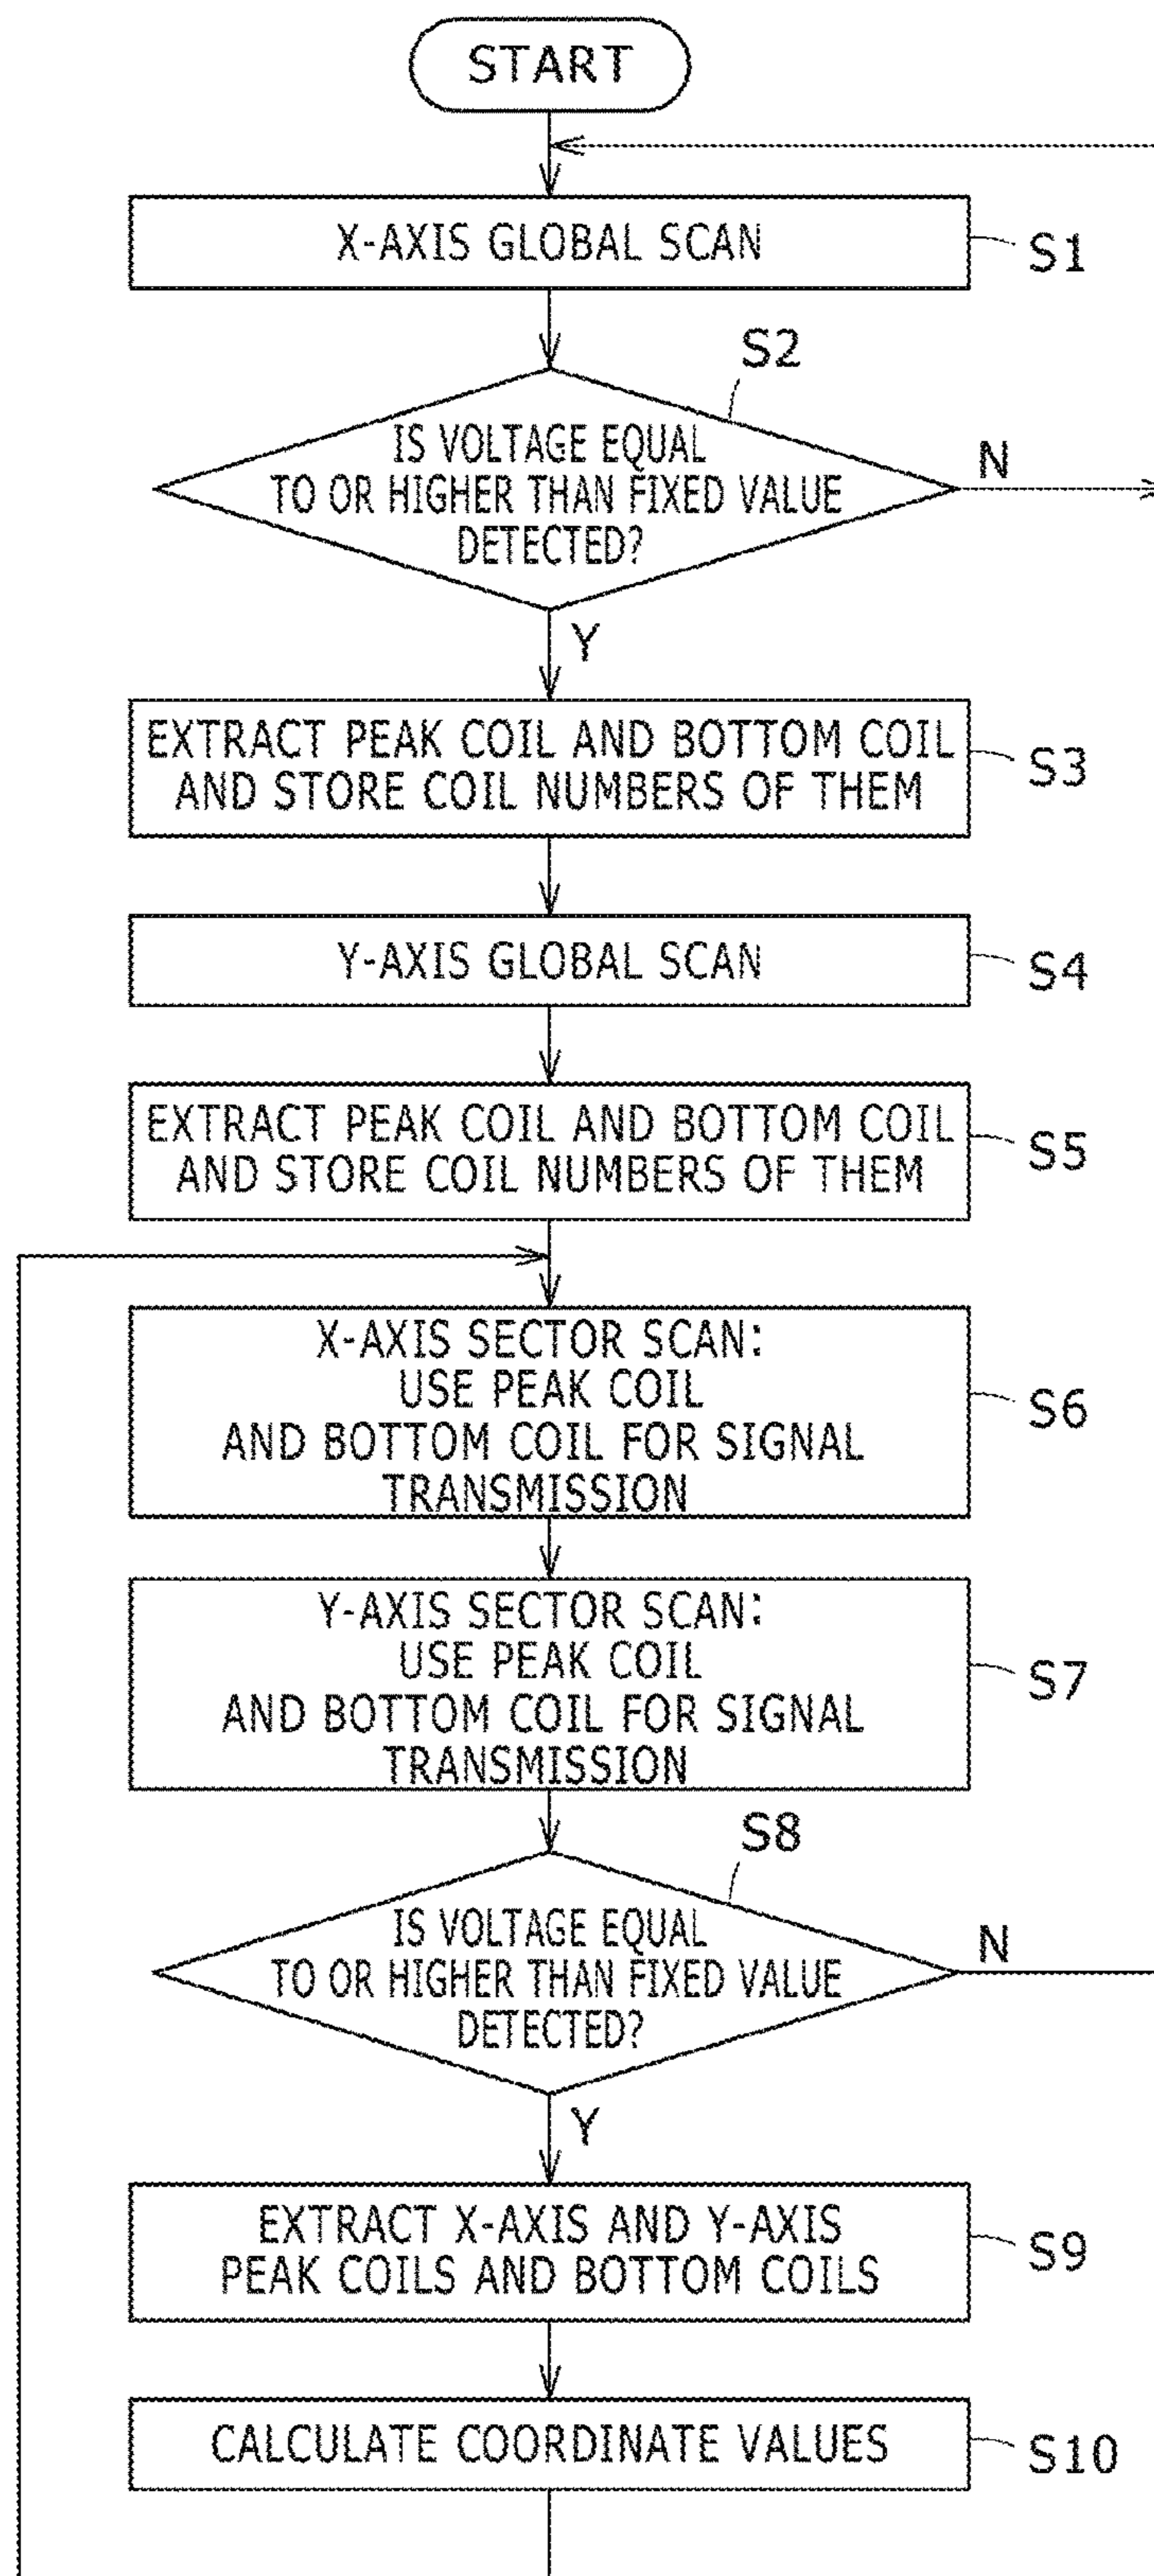 START
X-AXIS GLOBAL SCAN
S1
S2
IS VOLTAGE EQUAL
TO OR HIGHER THAN FIXED VALUE
DETECTED?
N
Y
EXTRACT PEAK COIL AND BOTTOM COIL
AND STORE COIL NUMBERS OF THEM
S3
Y-AXIS GLOBAL SCAN
S4
EXTRACT PEAK COIL AND BOTTOM COIL
AND STORE COIL NUMBERS OF THEM
S5
X-AXIS SECTOR SCAN:
USE PEAK COIL
AND BOTTOM COIL FOR SIGNAL
TRANSMISSION
S6
Y-AXIS SECTOR SCAN:
USE PEAK COIL
AND BOTTOM COIL FOR SIGNAL
TRANSMISSION
S7
S8
IS VOLTAGE EQUAL
TO OR HIGHER THAN FIXED VALUE
DETECTED?
N
Y
EXTRACT X-AXIS AND Y-AXIS
PEAK COILS AND BOTTOM COILS
S9
CALCULATE COORDINATE VALUES
S10